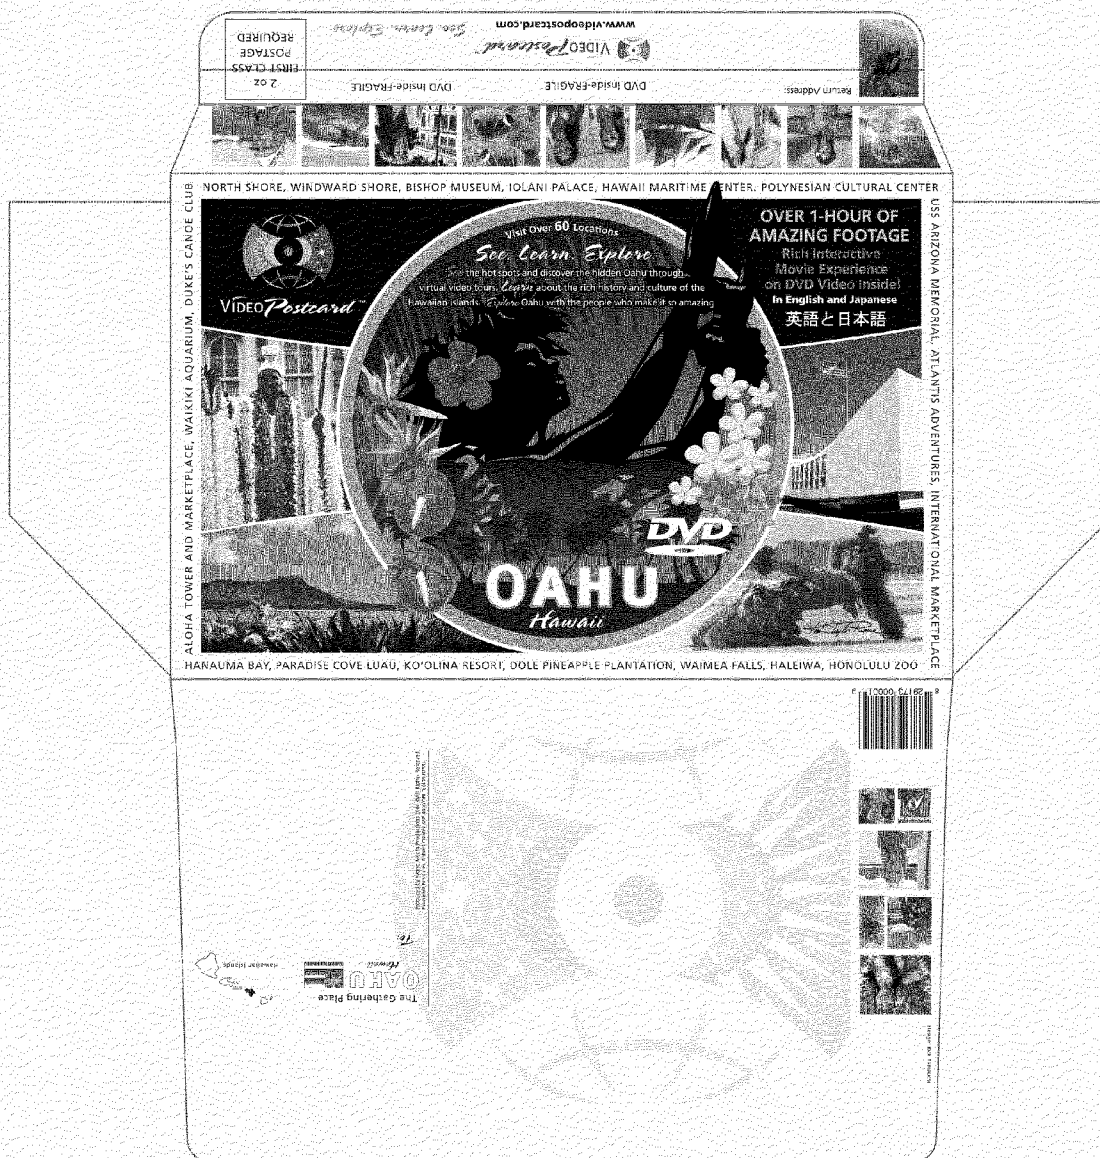 2 oz
FIRST CLASS
POSTAGE
REQUIRED
www.videopostcard.com
See. Learn. Explore
VIDEOPostcard
DVD Inside-FRAGILE
DVD Inside-FRAGILE
Return Address:
NORTH SHORE, WINDWARD SHORE, BISHOP MUSEUM, IOLANI PALACE, HAWAII MARITIME CENTER, POLYNESIAN CULTURAL CENTER
ALOHA TOWER AND MARKETPLACE, WAIKIKI AQUARIUM, DUKE'S CANOE CLUB,
USS ARIZONA MEMORIAL, ATLANTIS ADVENTURES, INTERNATIONAL MARKETPLACE
VIDEOPostcard™
Visit Over 60 Locations
See. Learn. Explore
See the hot spots and discover the hidden Oahu through
virtual video tours. Learn about the rich history and culture of the
Hawaiian islands. Explore Oahu with the people who make it so amazing
OVER 1-HOUR OF
AMAZING FOOTAGE
Rich Interactive
Movie Experience
on DVD Video Inside!
In English and Japanese
英語と日本語
DVD
OAHU
Hawaii
HANAUMA BAY, PARADISE COVE LUAU, KO'OLINA RESORT, DOLE PINEAPPLE PLANTATION, WAIMEA FALLS, HALEIWA, HONOLULU ZOO
8 29173 00001
To:
The Gathering Place
OAHU
Hawaii
Hawaiian Islands